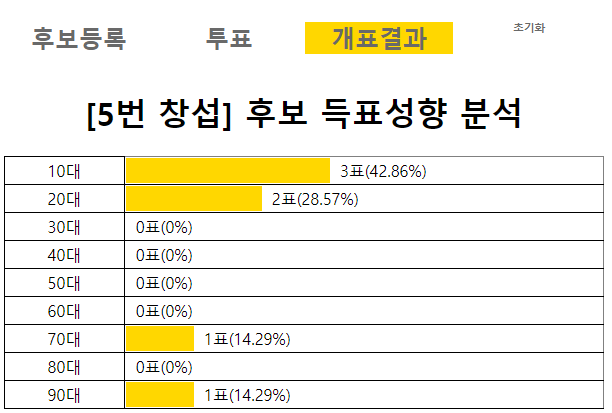 후보등록 투표 개표결과 초기화
[5번 창섭] 후보 득표성향 분석
10대 3표(42.86%)
20대 2표(28.57%)
30대 0표(0%)
40대 0표(0%)
50대 0표(0%)
60대 0표(0%)
70대 1표(14.29%)
80대 0표(0%)
90대 1표(14.29%)